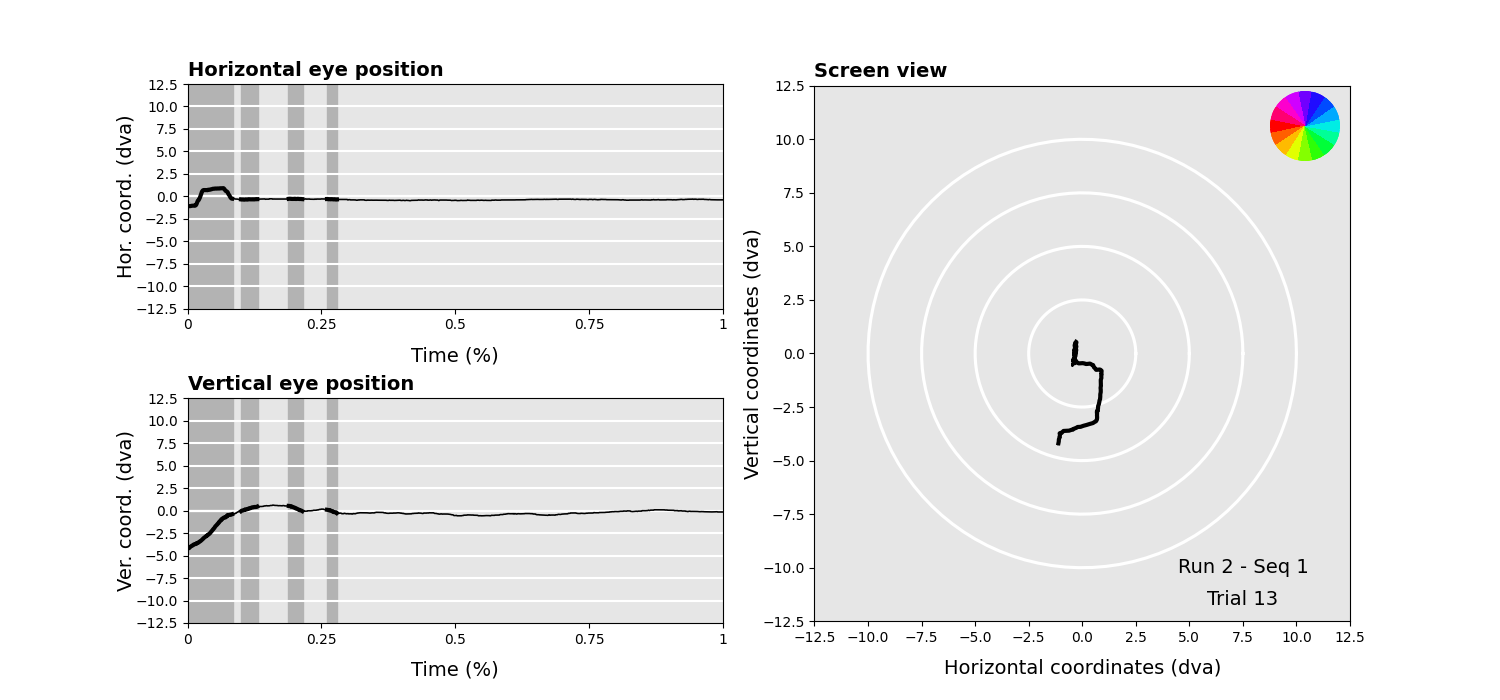 Horizontal eye position
Hor. coord. (dva)
12.5
10.0
7.5
5.0
2.5
0.0
−2.5
−5.0
−7.5
−10.0
−12.5
0 0.25 0.5 0.75 1
Time (%)
Vertical eye position
Ver. coord. (dva)
12.5
10.0
7.5
5.0
2.5
0.0
−2.5
−5.0
−7.5
−10.0
−12.5
0 0.25 0.5 0.75 1
Time (%)
Screen view
Vertical coordinates (dva)
12.5
10.0
7.5
5.0
2.5
0.0
−2.5
−5.0
−7.5
−10.0
−12.5
Run 2 - Seq 1
Trial 13
−12.5 −10.0 −7.5 −5.0 −2.5 0.0 2.5 5.0 7.5 10.0 12.5
Horizontal coordinates (dva)